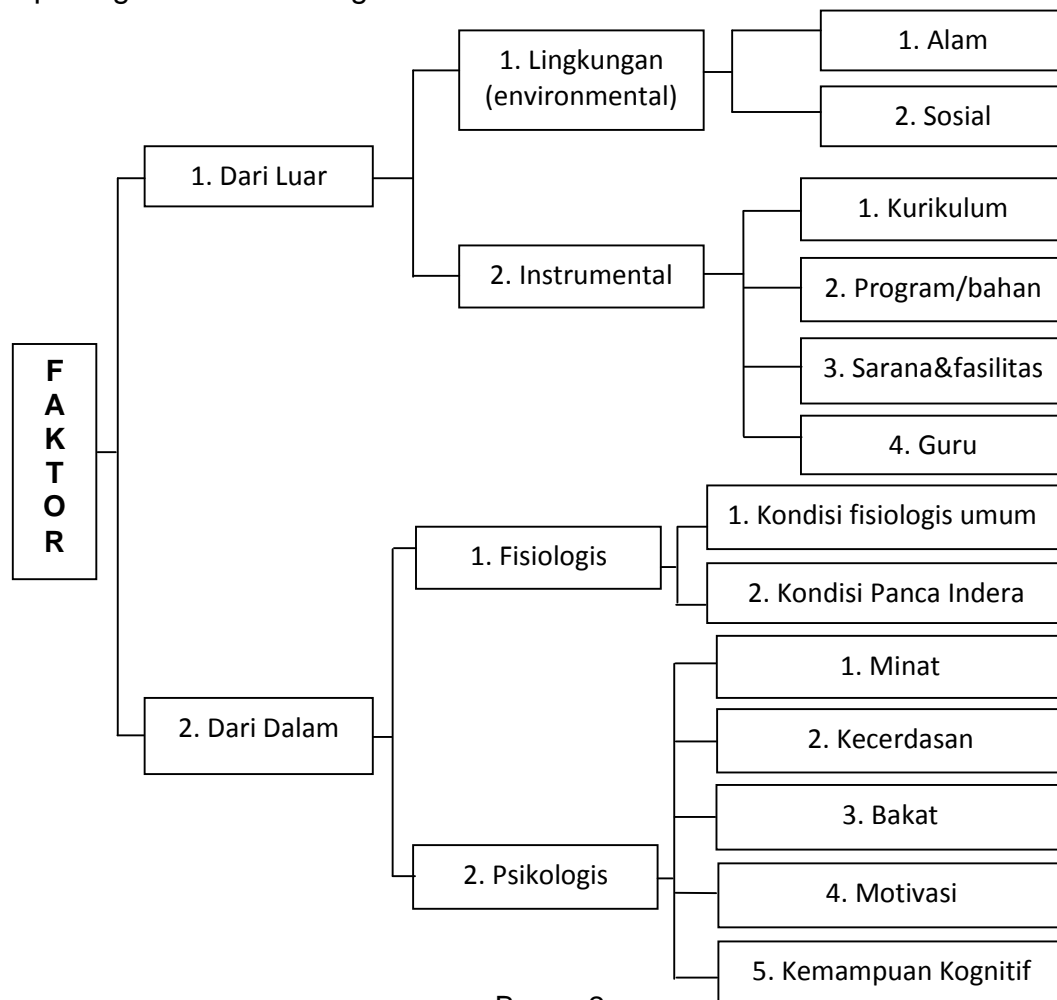 1. Alam
1. Lingkungan
(environmental)
2. Sosial
1. Dari Luar
1. Kurikulum
2. Instrumental
2. Program/bahan
3. Sarana&fasilitas
4. Guru
F
A
K
T
O
R
1. Kondisi fisiologis umum
1. Fisiologis
2. Kondisi Panca Indera
2. Dari Dalam
1. Minat
2. Kecerdasan
3. Bakat
2. Psikologis
4. Motivasi
5. Kemampuan Kognitif